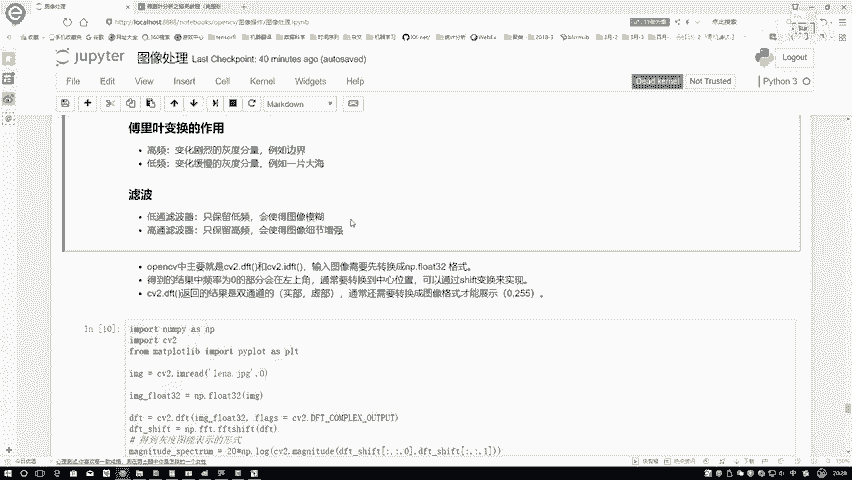 图像处理
http://localhost:8888/notebooks/opencv/图像操作/图像处理.ipynb
jupyter 图像处理 Last Checkpoint: 40 minutes ago (autosaved)
Logout
File Edit View Insert Cell Kernel Widgets Help
Dead kernel Not Trusted Python 3
Markdown
傅里叶变换的作用
高频：变化剧烈的灰度分量，例如边界
低频：变化缓慢的灰度分量，例如一片大海
滤波
低通滤波器：只保留低频，会使得图像模糊
高通滤波器：只保留高频，会使得图像细节增强
opencv中主要就是cv2.dft()和cv2.idft()，输入图像需要先转换成np.float32 格式。
得到的结果中频率为0的部分会在左上角，通常要转换到中心位置，可以通过shift变换来实现。
cv2.dft()返回的结果是双通道的（实部，虚部），通常还需要转换成图像格式才能展示（0,255）。
In [10]:
import numpy as np
import cv2
from matplotlib import pyplot as plt
img = cv2.imread('lena.jpg',0)
img_float32 = np.float32(img)
dft = cv2.dft(img_float32, flags = cv2.DFT_COMPLEX_OUTPUT)
dft_shift = np.fft.fftshift(dft)
# 得到灰度图能表示的形式
magnitude_spectrum = 20*np.log(cv2.magnitude(dft_shift[:,:,0],dft_shift[:,:,1]))
150%
20:28